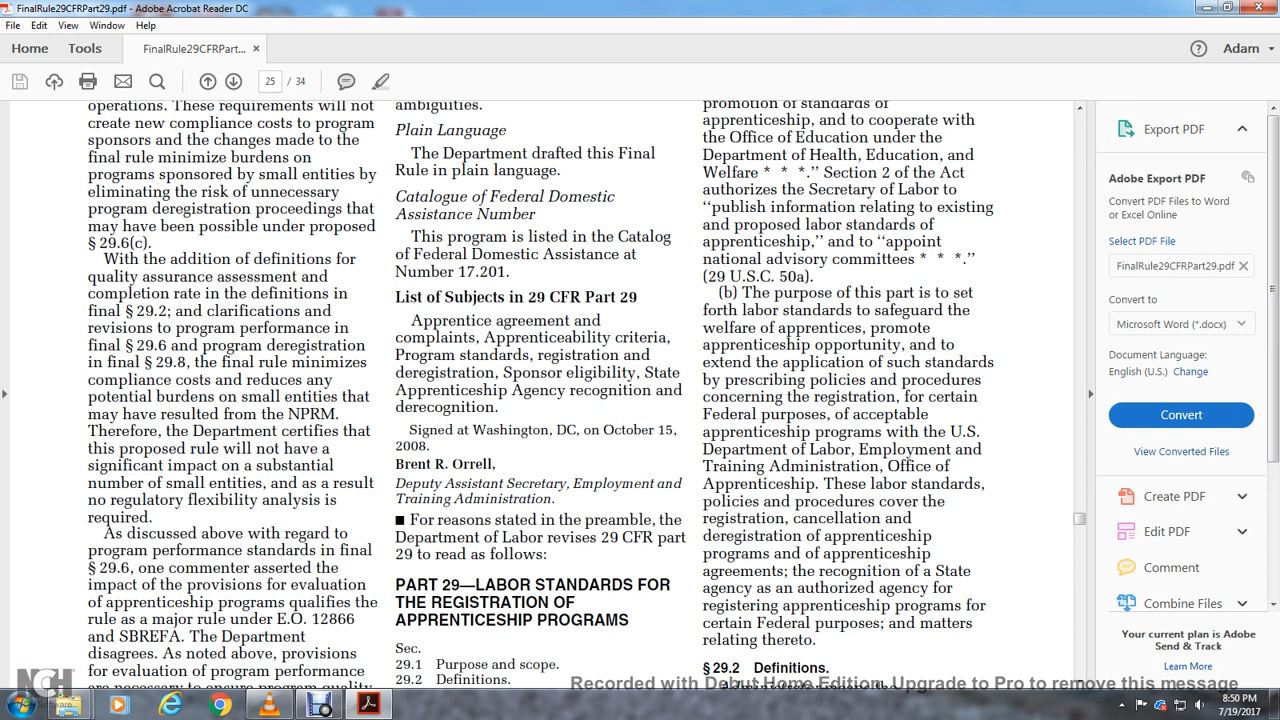 FinalRule29CFRPart29.pdf - Adobe Acrobat Reader DC
File Edit View Window Help
Home Tools FinalRule29CFRPart... × ? Adam
25 / 34
operations. These requirements will not
create new compliance costs to program
sponsors and the changes made to the
final rule minimize burdens on
programs sponsored by small entities by
eliminating the risk of unnecessary
program deregistration proceedings that
may have been possible under proposed
§ 29.6(c).
With the addition of definitions for
quality assurance assessment and
completion rate in the definitions in
final § 29.2; and clarifications and
revisions to program performance in
final § 29.6 and program deregistration
in final § 29.8, the final rule minimizes
compliance costs and reduces any
potential burdens on small entities that
may have resulted from the NPRM.
Therefore, the Department certifies that
this proposed rule will not have a
significant impact on a substantial
number of small entities, and as a result
no regulatory flexibility analysis is
required.
As discussed above with regard to
program performance standards in final
§ 29.6, one commenter asserted the
impact of the provisions for evaluation
of apprenticeship programs qualifies the
rule as a major rule under E.O. 12866
and SBREFA. The Department
disagrees. As noted above, provisions
for evaluation of program performance
are necessary to ensure program quality
ambiguities.
Plain Language
The Department drafted this Final
Rule in plain language.
Catalogue of Federal Domestic
Assistance Number
This program is listed in the Catalog
of Federal Domestic Assistance at
Number 17.201.
List of Subjects in 29 CFR Part 29
Apprentice agreement and
complaints, Apprenticeability criteria,
Program standards, registration and
deregistration, Sponsor eligibility, State
Apprenticeship Agency recognition and
derecognition.
Signed at Washington, DC, on October 15,
2008.
Brent R. Orrell,
Deputy Assistant Secretary, Employment and
Training Administration.
■ For reasons stated in the preamble, the
Department of Labor revises 29 CFR part
29 to read as follows:
PART 29—LABOR STANDARDS FOR
THE REGISTRATION OF
APPRENTICESHIP PROGRAMS
Sec.
29.1 Purpose and scope.
29.2 Definitions.
promotion of standards of
apprenticeship, and to cooperate with
the Office of Education under the
Department of Health, Education, and
Welfare * * *.’’ Section 2 of the Act
authorizes the Secretary of Labor to
‘‘publish information relating to existing
and proposed labor standards of
apprenticeship,’’ and to ‘‘appoint
national advisory committees * * *.’’
(29 U.S.C. 50a).
(b) The purpose of this part is to set
forth labor standards to safeguard the
welfare of apprentices, promote
apprenticeship opportunity, and to
extend the application of such standards
by prescribing policies and procedures
concerning the registration, for certain
Federal purposes, of acceptable
apprenticeship programs with the U.S.
Department of Labor, Employment and
Training Administration, Office of
Apprenticeship. These labor standards,
policies and procedures cover the
registration, cancellation and
deregistration of apprenticeship
programs and of apprenticeship
agreements; the recognition of a State
agency as an authorized agency for
registering apprenticeship programs for
certain Federal purposes; and matters
relating thereto.
§ 29.2 Definitions.
Export PDF
Adobe Export PDF
Convert PDF Files to Word
or Excel Online
Select PDF File
FinalRule29CFRPart29.pdf ×
Convert to
Microsoft Word (*.docx)
Document Language:
English (U.S.) Change
Convert
View Converted Files
Create PDF
Edit PDF
Comment
Combine Files
Your current plan is Adobe
Send & Track
Learn More
NCH
Software
Recorded with Debut Home Edition. Upgrade to Pro to remove this message
8:50 PM
7/19/2017